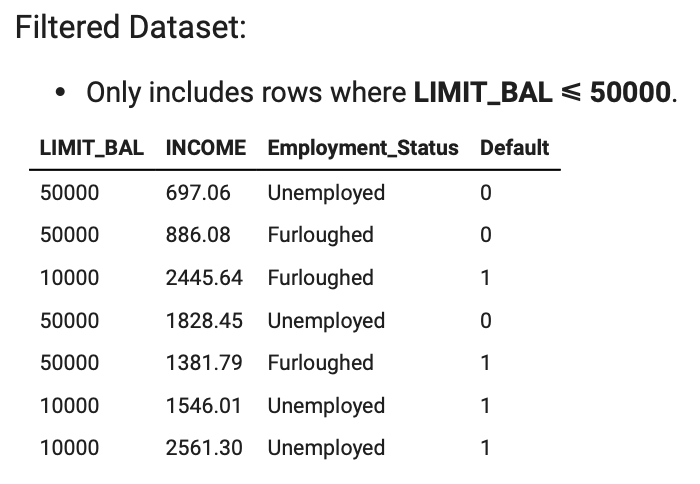 Filtered Dataset:
• Only includes rows where LIMIT_BAL ⩽ 50000.
LIMIT_BAL INCOME Employment_Status Default
50000 697.06 Unemployed 0
50000 886.08 Furloughed 0
10000 2445.64 Furloughed 1
50000 1828.45 Unemployed 0
50000 1381.79 Furloughed 1
10000 1546.01 Unemployed 1
10000 2561.30 Unemployed 1